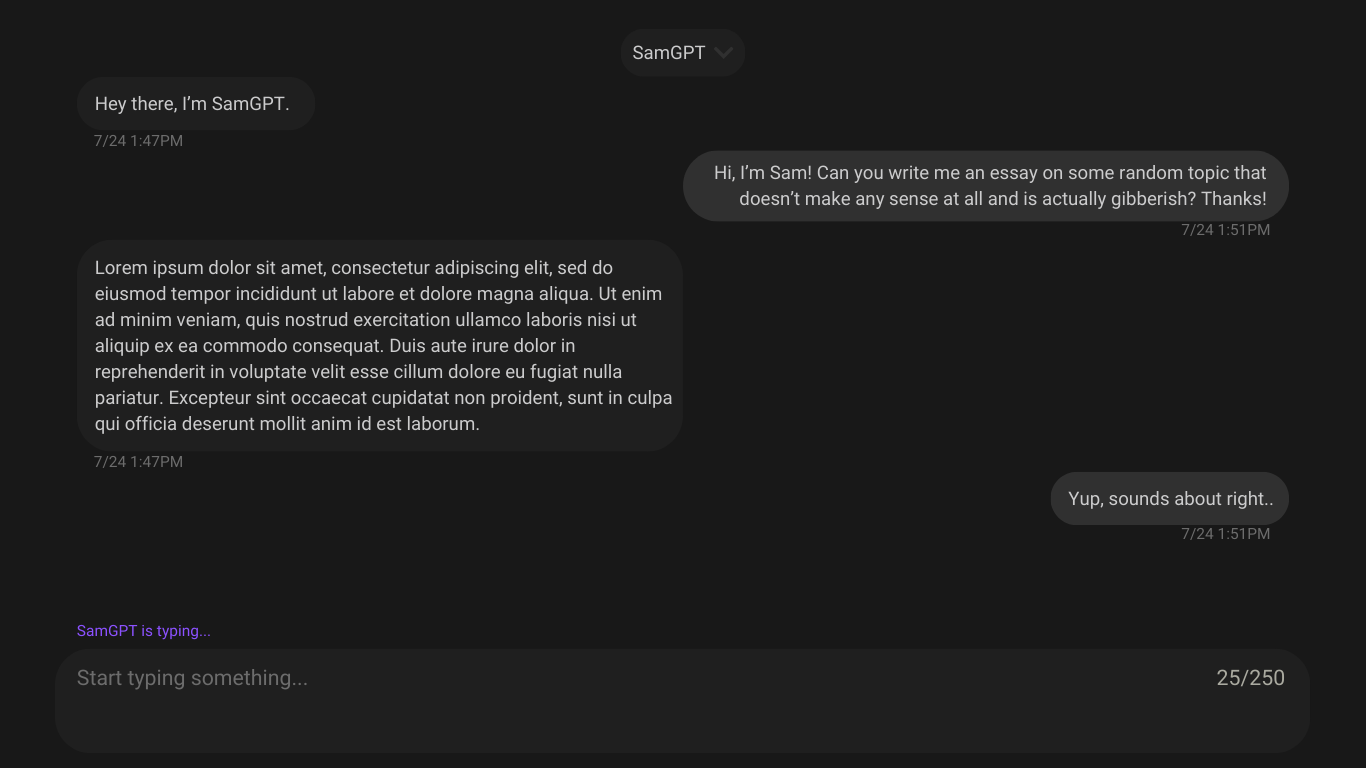 SamGPT
Hey there, I’m SamGPT.
7/24 1:47PM
Hi, I’m Sam! Can you write me an essay on some random topic that
doesn’t make any sense at all and is actually gibberish? Thanks!
7/24 1:51PM
Lorem ipsum dolor sit amet, consectetur adipiscing elit, sed do
eiusmod tempor incididunt ut labore et dolore magna aliqua. Ut enim
ad minim veniam, quis nostrud exercitation ullamco laboris nisi ut
aliquip ex ea commodo consequat. Duis aute irure dolor in
reprehenderit in voluptate velit esse cillum dolore eu fugiat nulla
pariatur. Excepteur sint occaecat cupidatat non proident, sunt in culpa
qui officia deserunt mollit anim id est laborum.
7/24 1:47PM
Yup, sounds about right..
7/24 1:51PM
SamGPT is typing...
Start typing something... 25/250